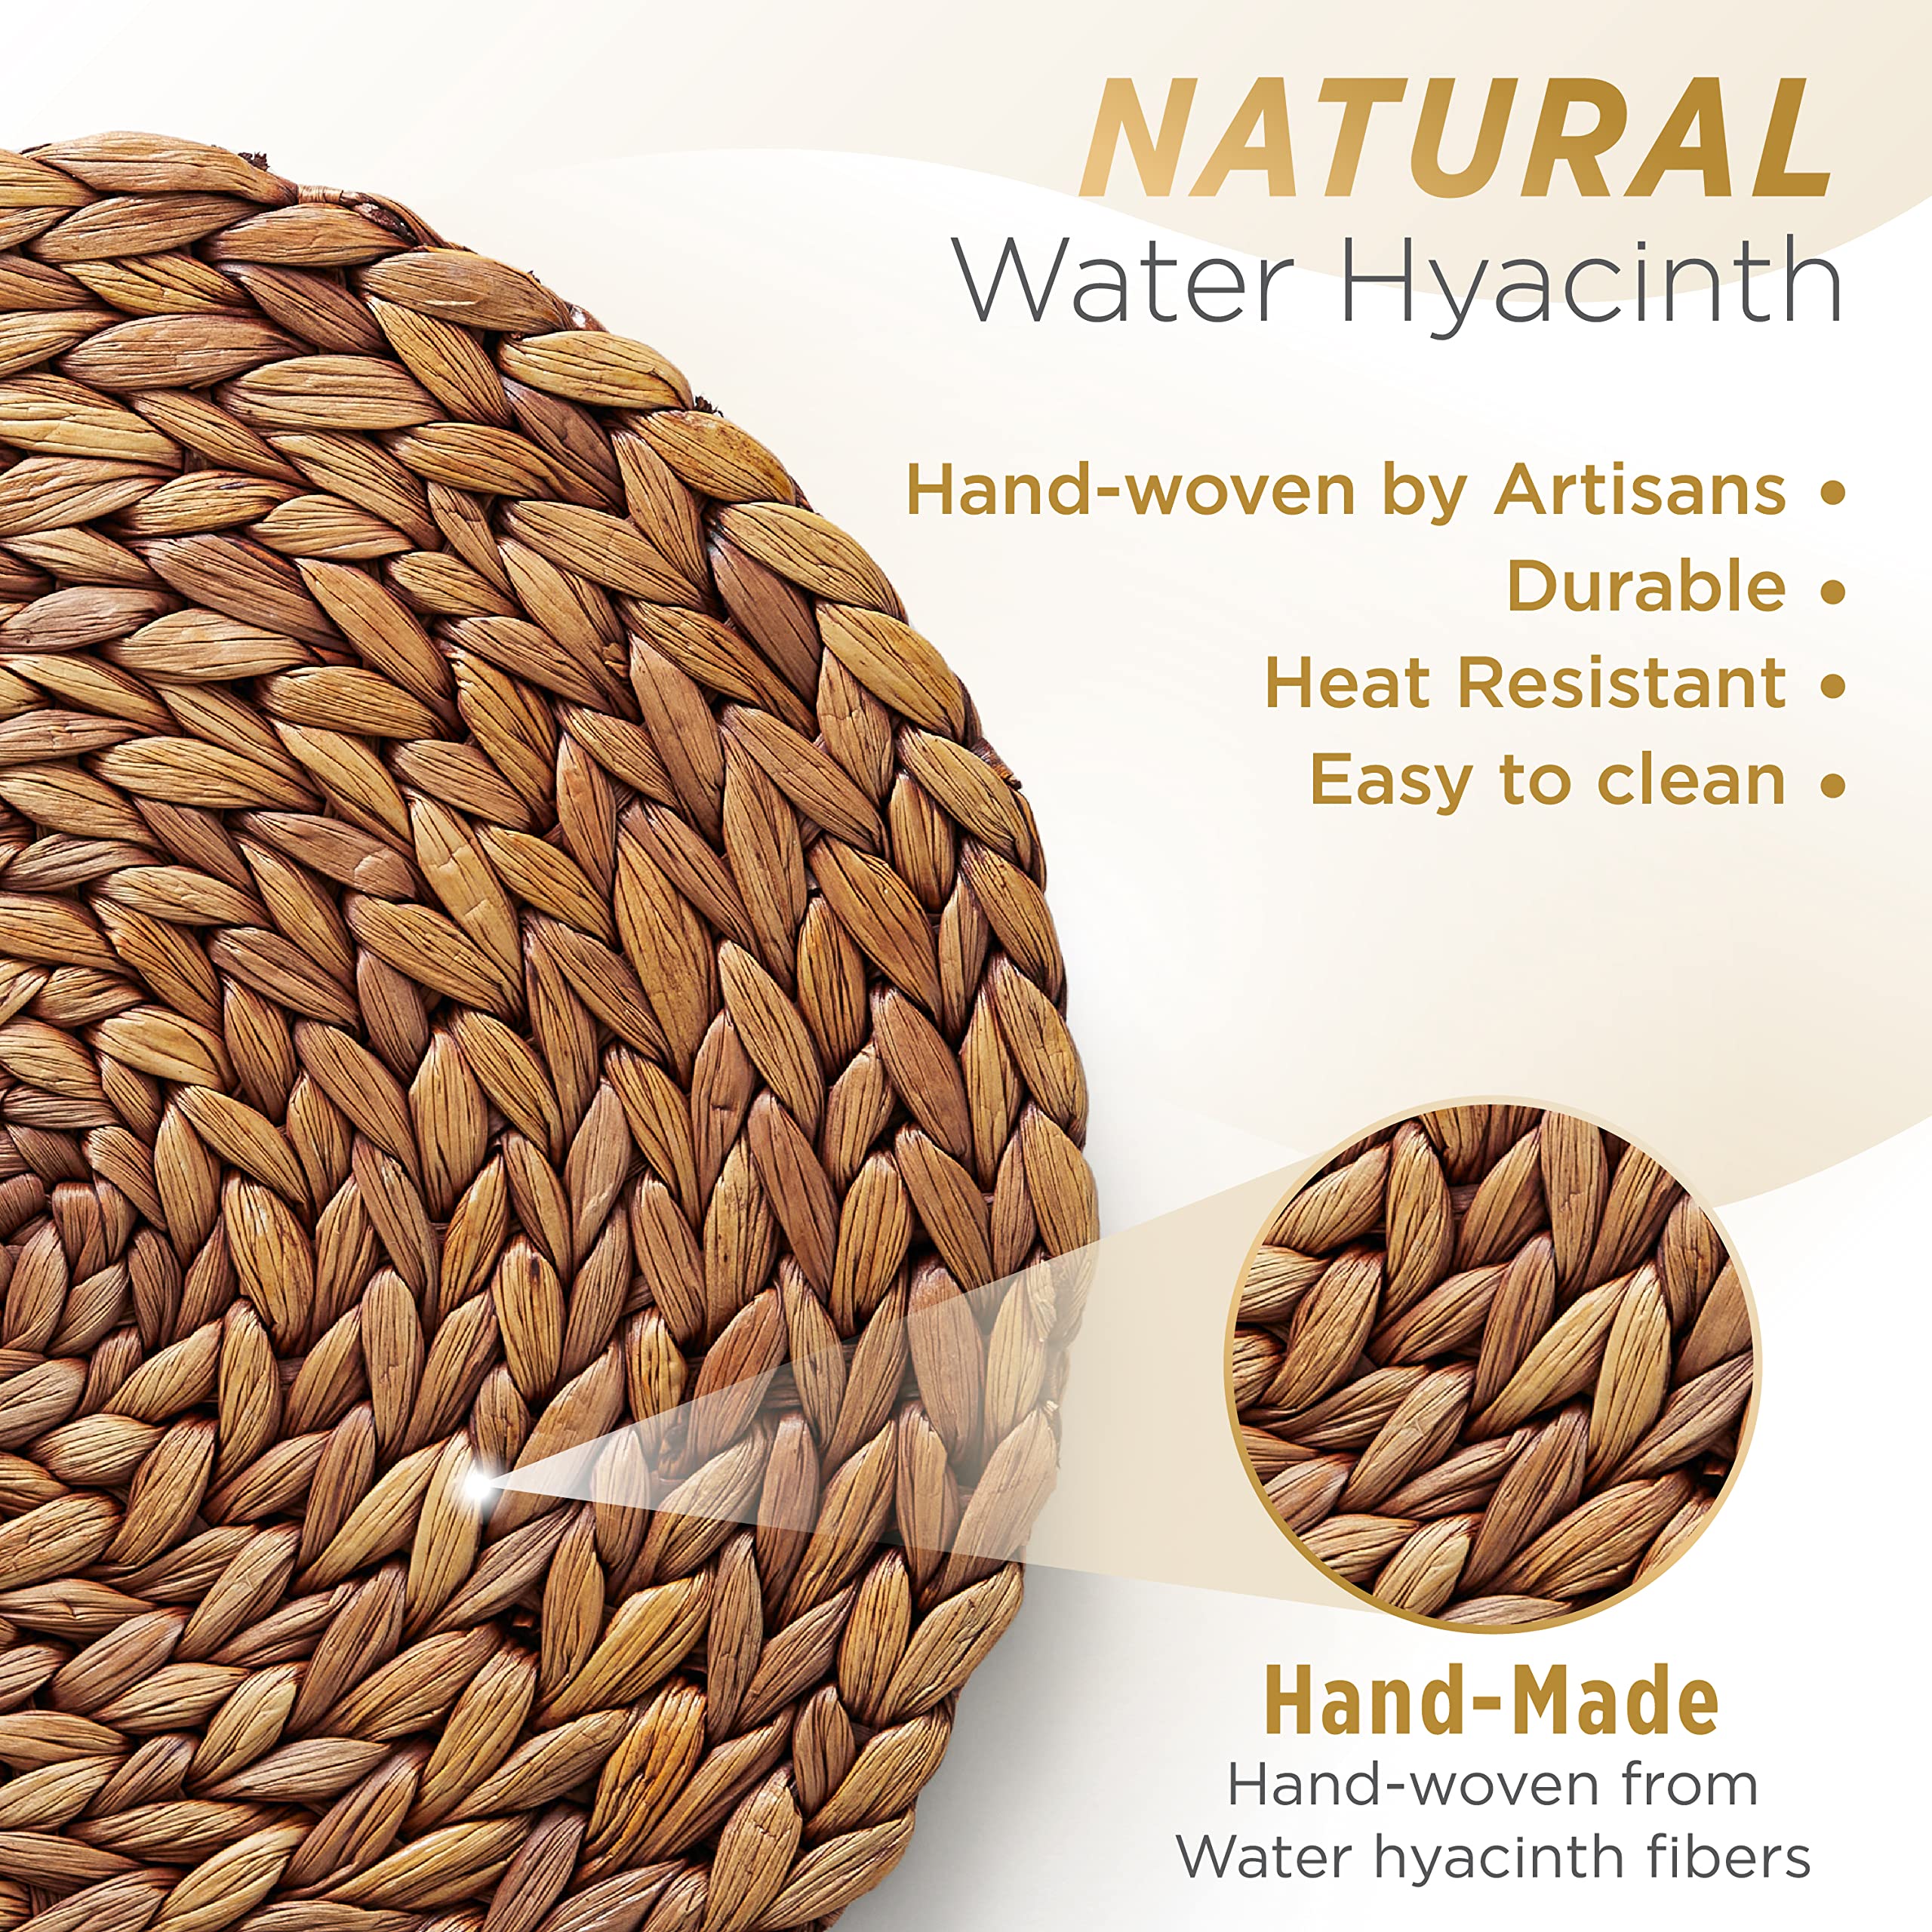 NATURAL
Water Hyacinth
Hand-woven by Artisans •
Durable •
Heat Resistant •
Easy to clean •
Hand-Made
Hand-woven from
Water hyacinth fibers